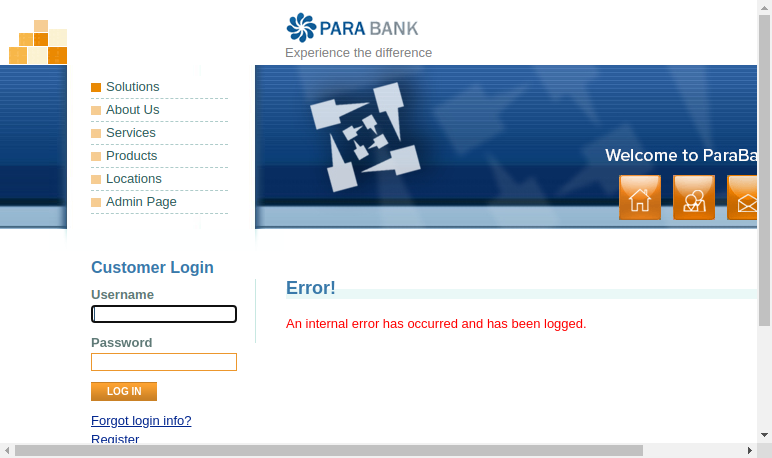 PARA BANK
Experience the difference
Solutions
About Us
Services
Products
Locations
Admin Page
Welcome to ParaBa
Customer Login
Username
Password
LOG IN
Forgot login info?
Register
Error!
An internal error has occurred and has been logged.